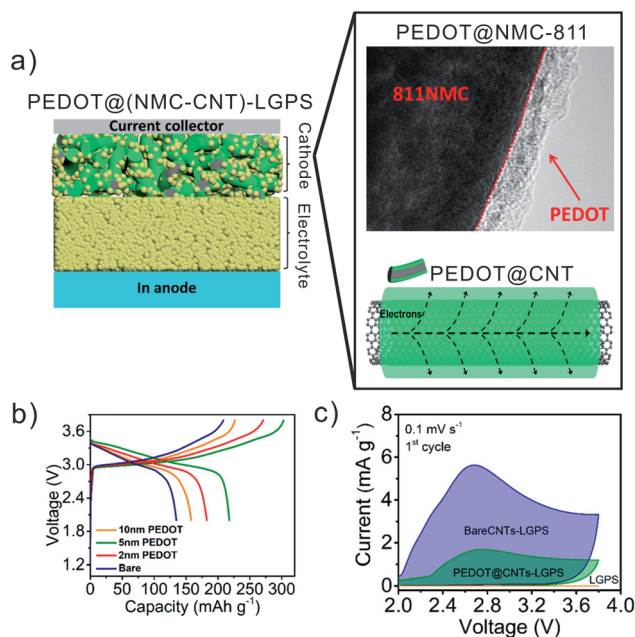 a)
PEDOT@(NMC-CNT)-LGPS
Current collector
Cathode
Electrolyte
In anode
PEDOT@NMC-811
811NMC
PEDOT
PEDOT@CNT
Electrons
b)
Voltage (V)
3.6
3.0
2.4
1.8
10nm PEDOT
5nm PEDOT
2nm PEDOT
Bare
0 50 100 150 200 250 300
Capacity (mAh g⁻¹)
c)
Current (mA g⁻¹)
8
6
4
2
0
0.1 mV s⁻¹
1ˢᵗ cycle
BareCNTs-LGPS
PEDOT@CNTs-LGPS
LGPS
2.0 2.4 2.8 3.2 3.6 4.0
Voltage (V)